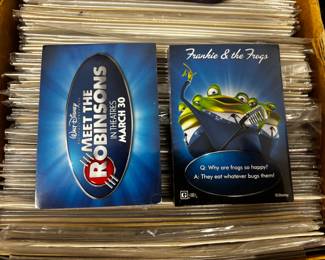 Walt Disney
MEET THE
ROBINSONS
IN THEATRES
MARCH 30
Frankie & the Frogs
Q: Why are frogs so happy?
A: They eat whatever bugs them!
G
©Disney